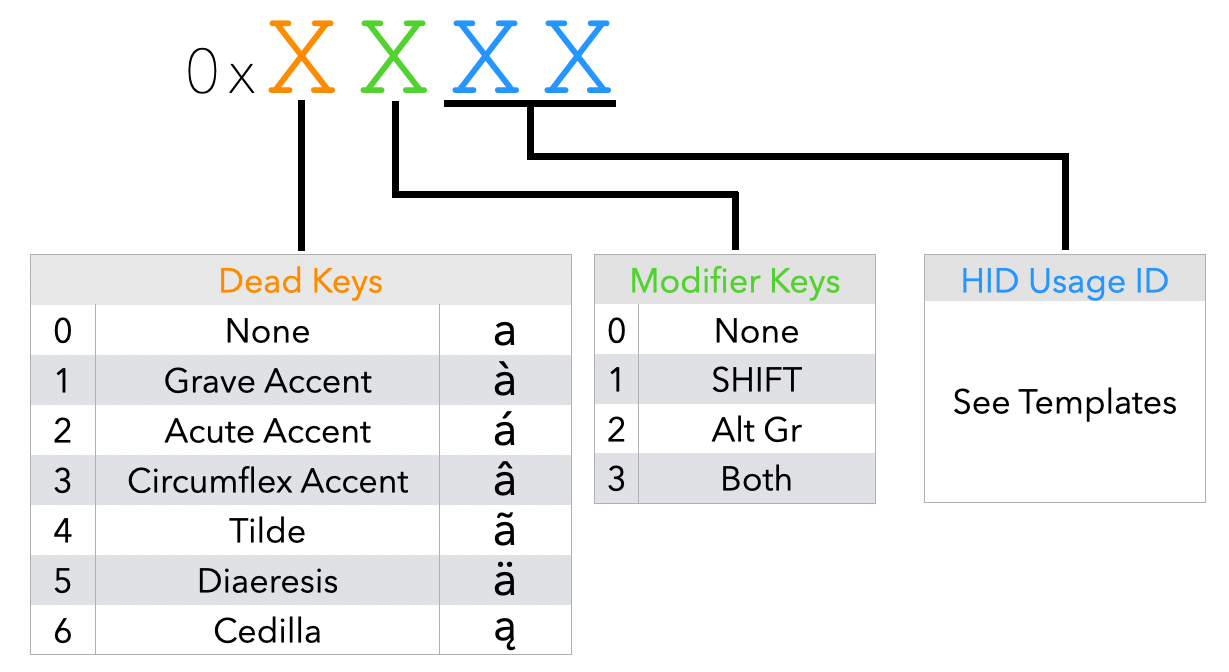 0x X X X X
Dead Keys
0 None a
1 Grave Accent à
2 Acute Accent á
3 Circumflex Accent â
4 Tilde ã
5 Diaeresis ä
6 Cedilla ą
Modifier Keys
0 None
1 SHIFT
2 Alt Gr
3 Both
HID Usage ID
See Templates